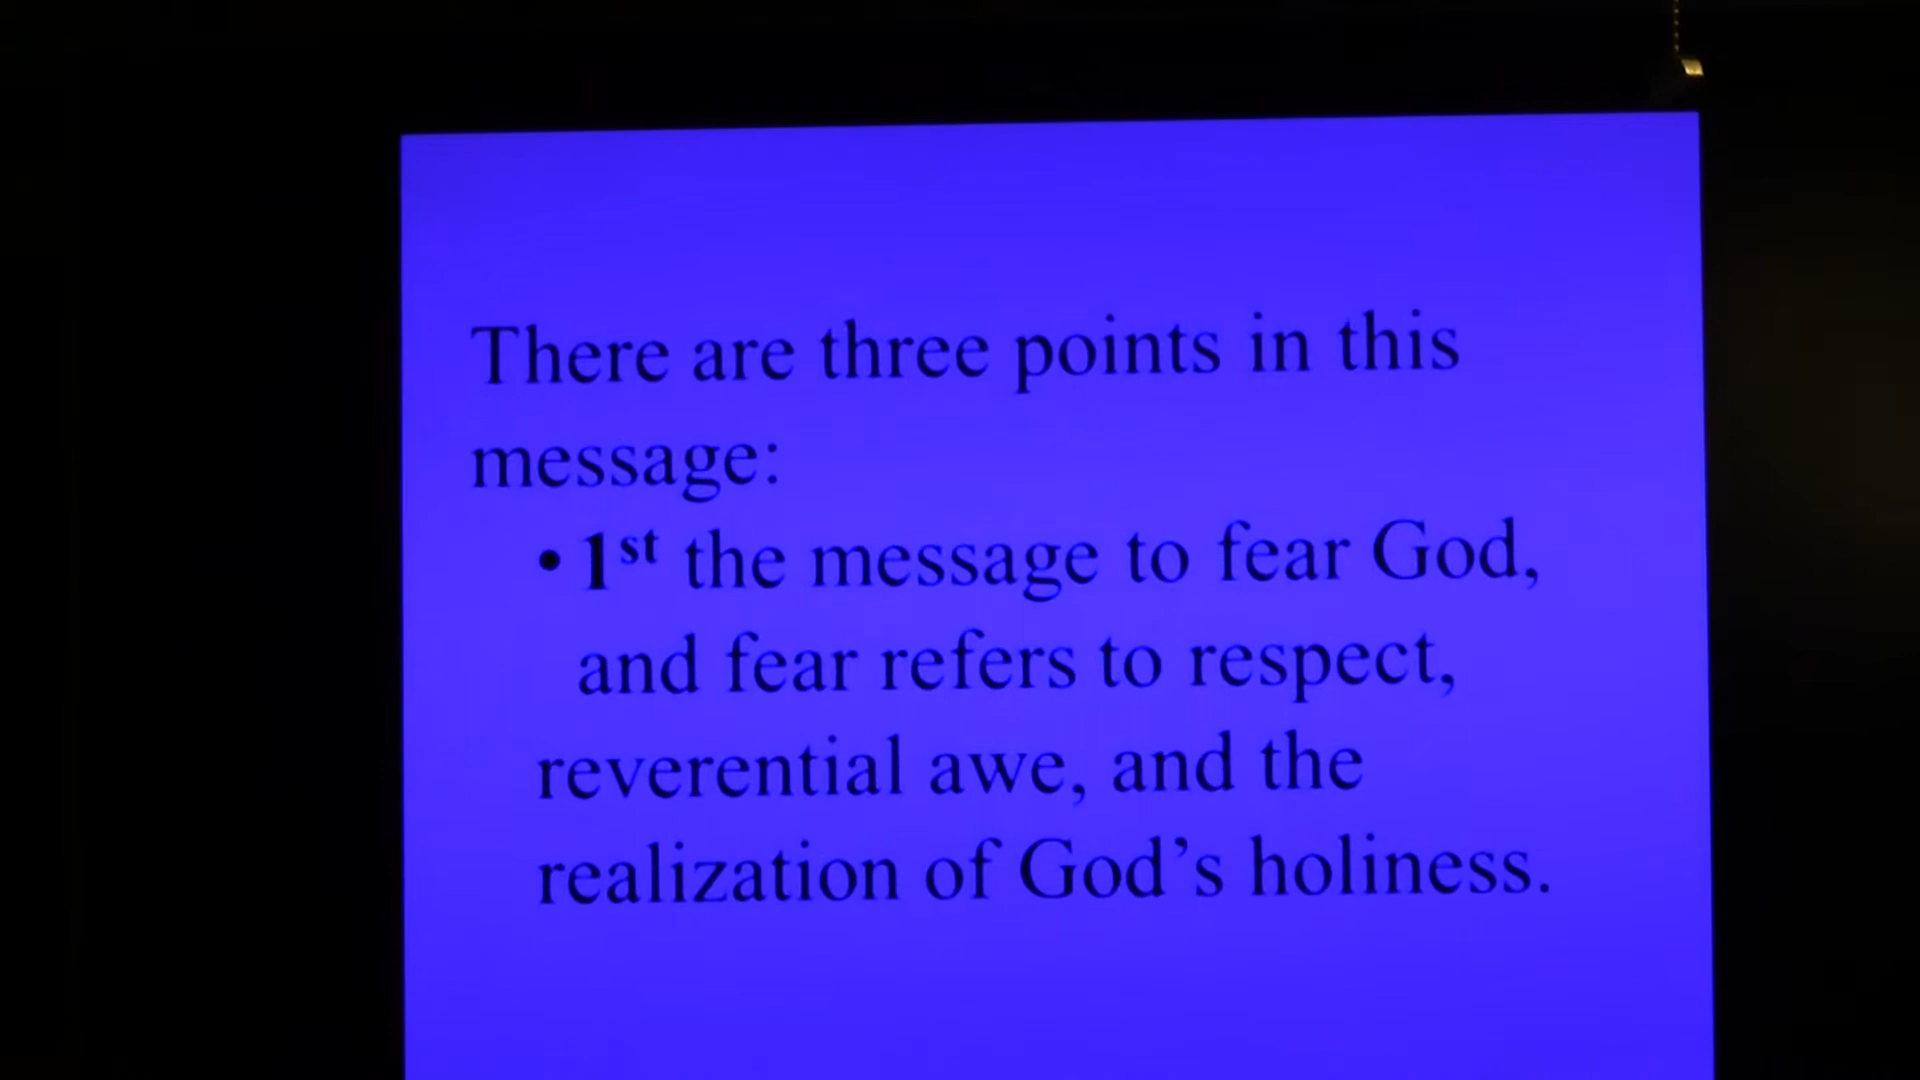 There are three points in this
message:
• 1st the message to fear God,
and fear refers to respect,
reverential awe, and the
realization of God’s holiness.